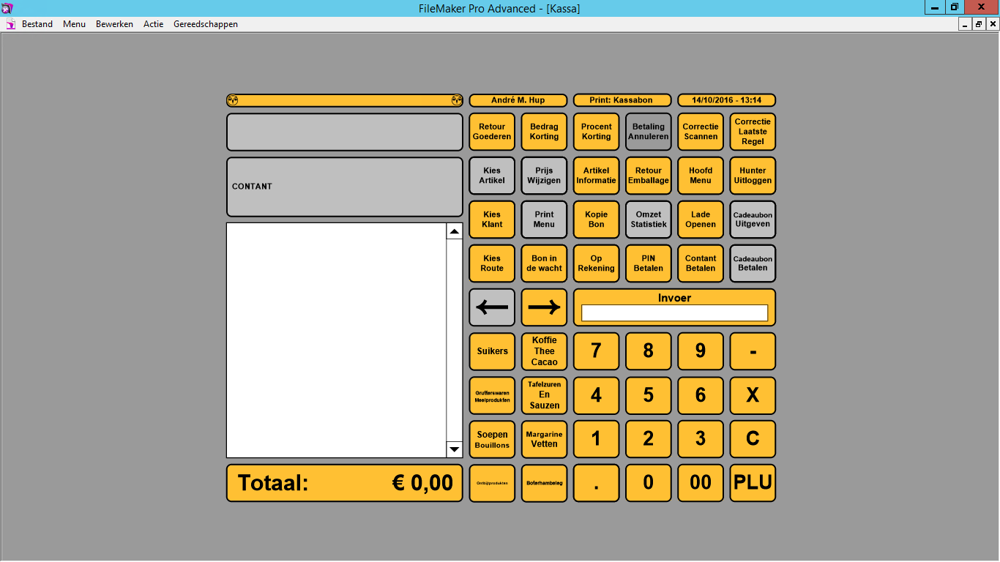 FileMaker Pro Advanced - [Kassa]
Bestand Menu Bewerken Actie Gereedschappen
André M. Hup
Print: Kassabon
14/10/2016 - 13:14
Retour
Goederen
Bedrag
Korting
Procent
Korting
Betaling
Annuleren
Correctie
Scannen
Correctie
Laatste
Regel
Kies
Artikel
Prijs
Wijzigen
Artikel
Informatie
Retour
Emballage
Hoofd
Menu
Hunter
Uitloggen
CONTANT
Kies
Klant
Print
Menu
Kopie
Bon
Omzet
Statistiek
Lade
Openen
Cadeaubon
Uitgeven
Kies
Route
Bon in
de wacht
Op
Rekening
PIN
Betalen
Contant
Betalen
Cadeaubon
Betalen
← →
Invoer
Suikers
Koffie
Thee
Cacao
7 8 9 -
Grutterswaren
Meelprodukten
Tafelzuren
En
Sauzen
4 5 6 X
Soepen
Bouillons
Margarine
Vetten
1 2 3 C
Totaal: € 0,00
Ontbijtprodukten
Boterhambeleg
. 0 00 PLU